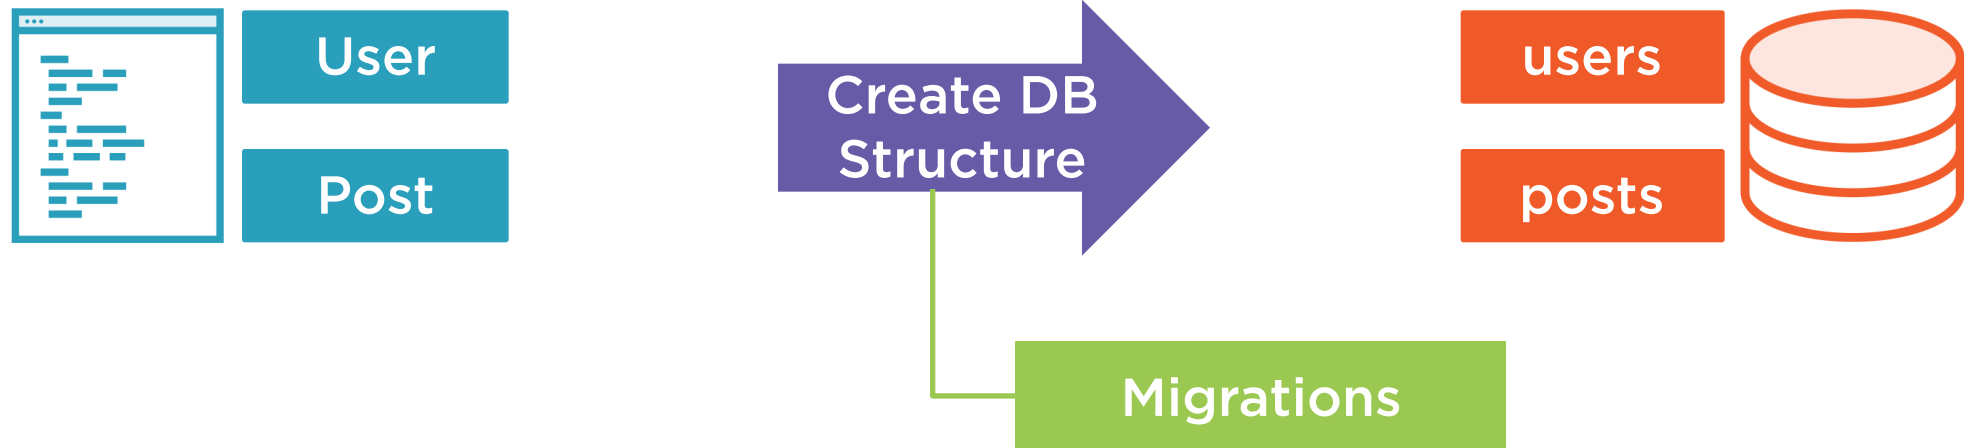 User
Post
Create DB
Structure
users
posts
Migrations